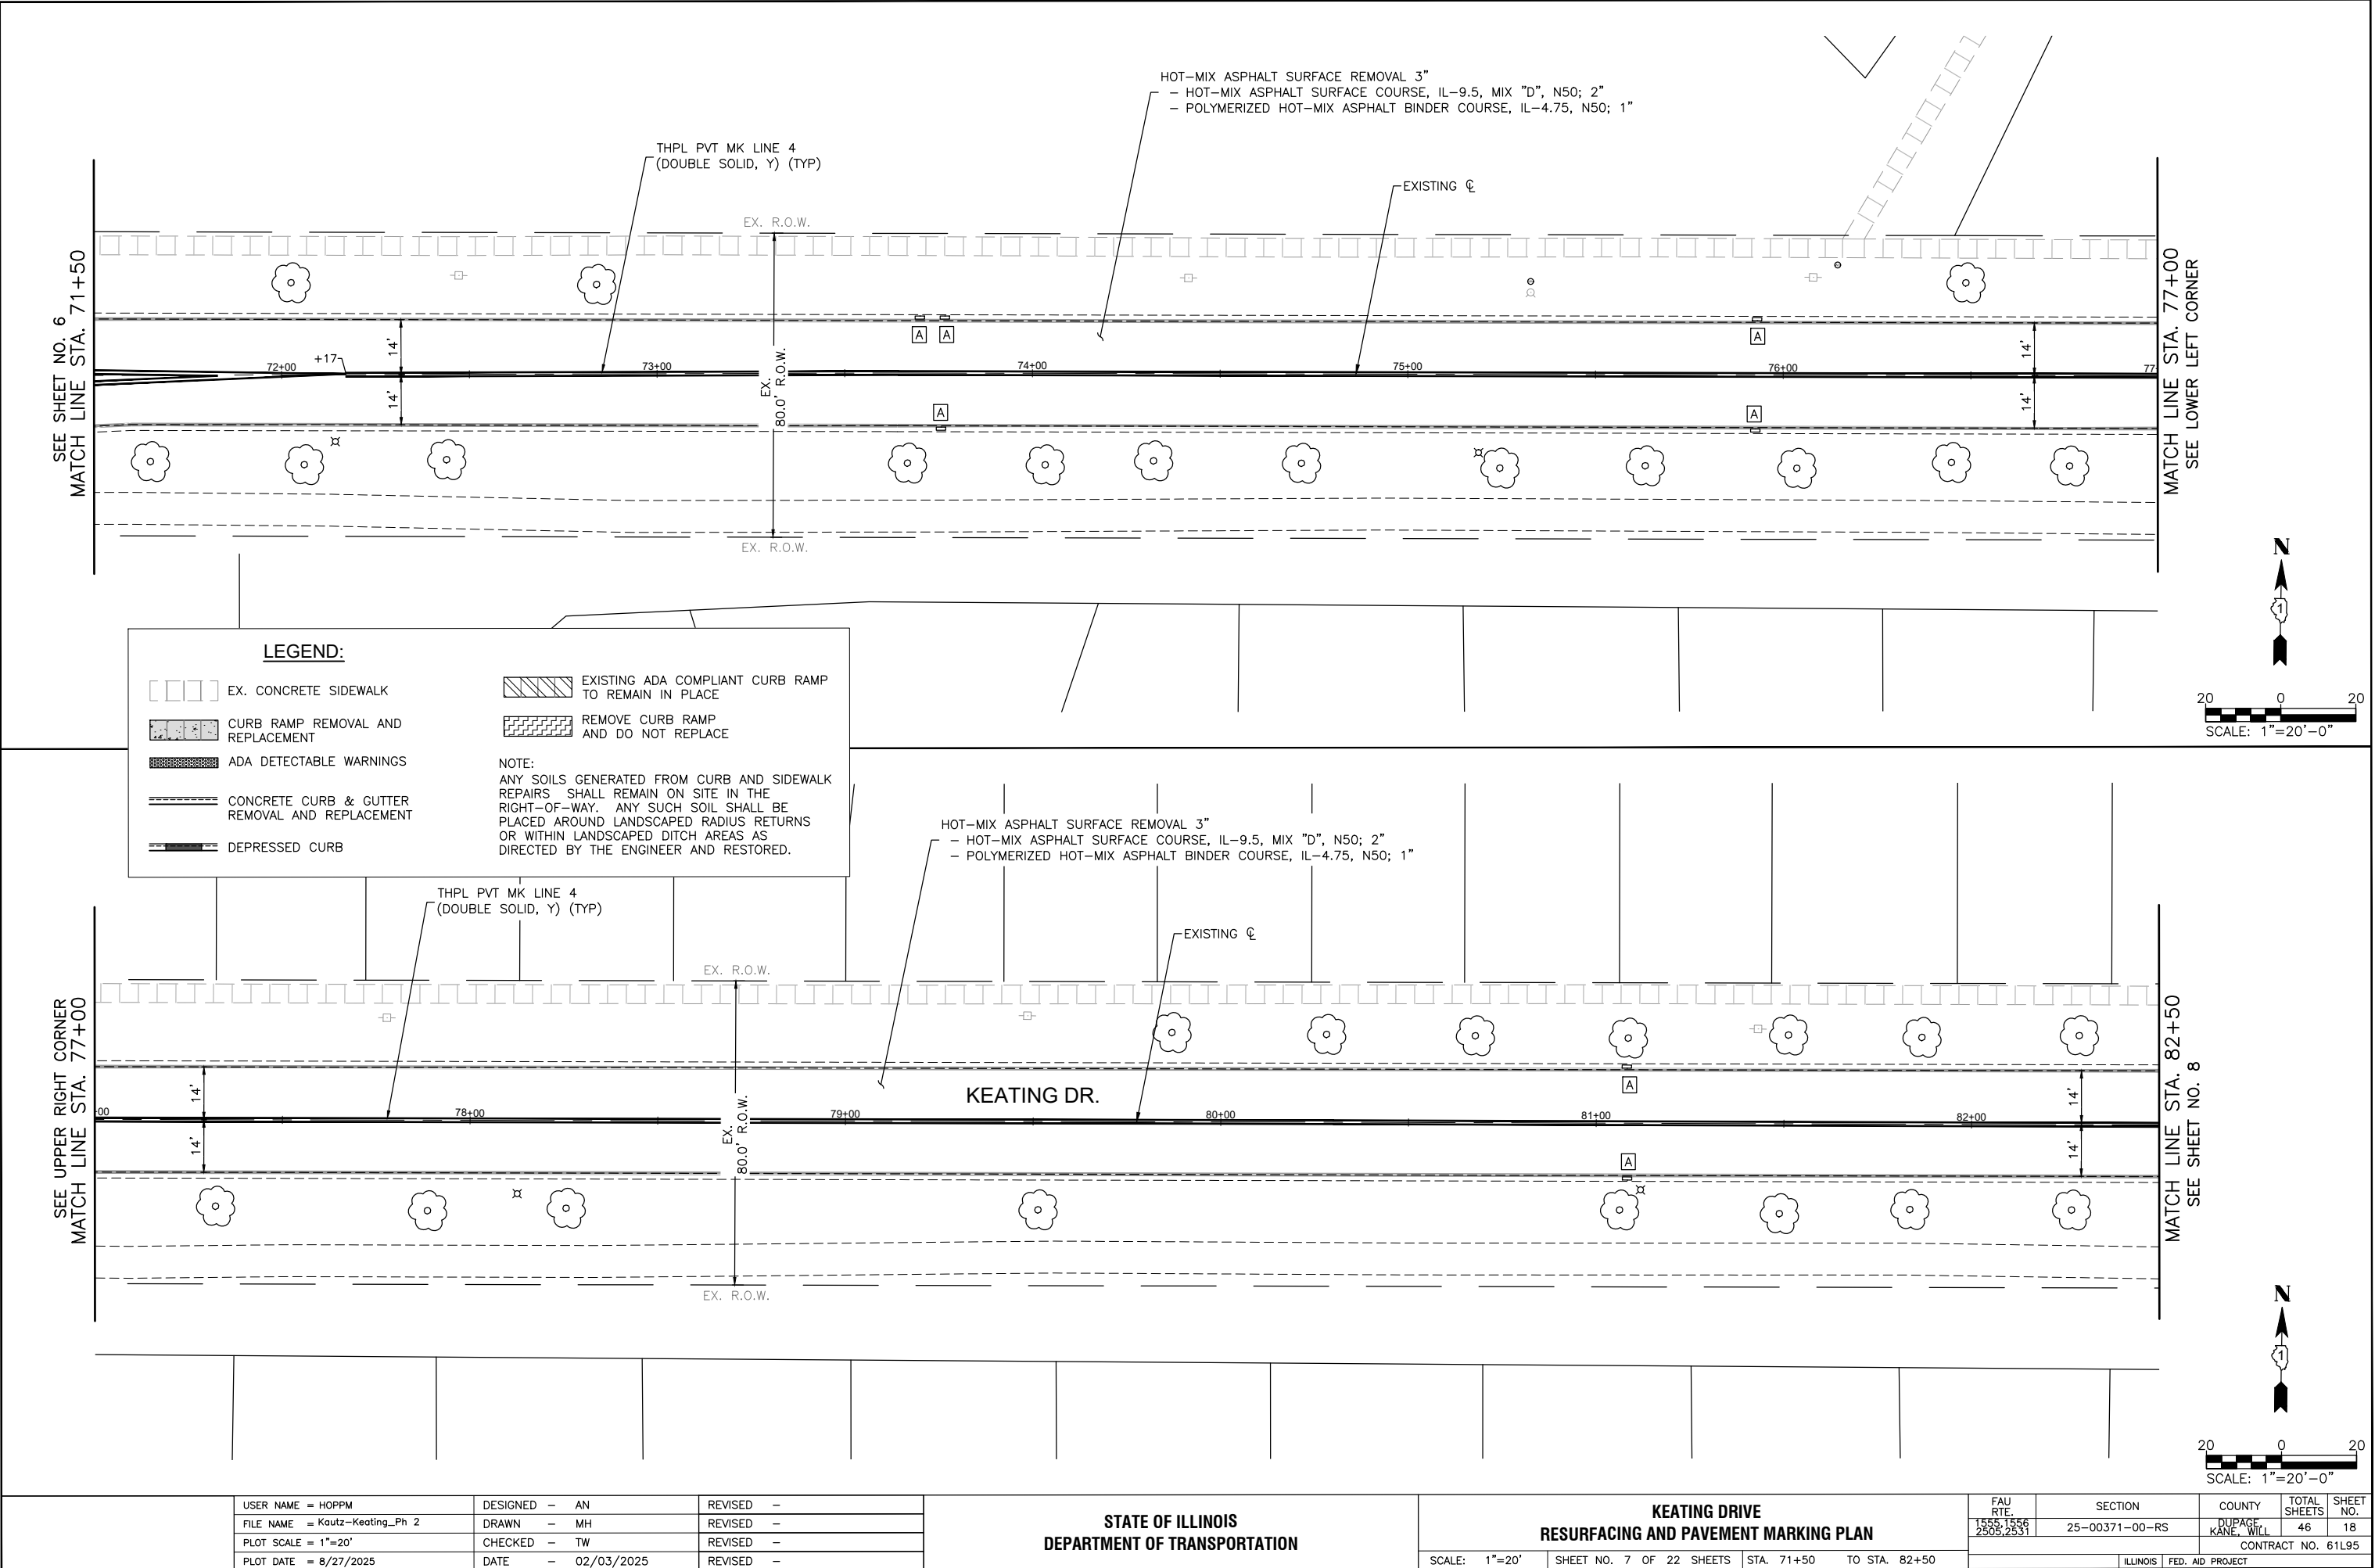 HOT-MIX ASPHALT SURFACE REMOVAL 3"
- HOT-MIX ASPHALT SURFACE COURSE, IL-9.5, MIX "D", N50; 2"
- POLYMERIZED HOT-MIX ASPHALT BINDER COURSE, IL-4.75, N50; 1"
THPL PVT MK LINE 4
(DOUBLE SOLID, Y) (TYP)
EXISTING ℄
EX. R.O.W.
SEE SHEET NO. 6
MATCH LINE STA. 71+50
MATCH LINE STA. 77+00
SEE LOWER LEFT CORNER
A
A
A
14'
14'
+17
72+00
73+00
74+00
75+00
76+00
77
EX.
80.0' R.O.W.
14'
14'
A
A
EX. R.O.W.
N
1
20 0 20
SCALE: 1"=20'-0"
LEGEND:
EX. CONCRETE SIDEWALK
CURB RAMP REMOVAL AND
REPLACEMENT
ADA DETECTABLE WARNINGS
CONCRETE CURB & GUTTER
REMOVAL AND REPLACEMENT
DEPRESSED CURB
EXISTING ADA COMPLIANT CURB RAMP
TO REMAIN IN PLACE
REMOVE CURB RAMP
AND DO NOT REPLACE
NOTE:
ANY SOILS GENERATED FROM CURB AND SIDEWALK
REPAIRS SHALL REMAIN ON SITE IN THE
RIGHT-OF-WAY. ANY SUCH SOIL SHALL BE
PLACED AROUND LANDSCAPED RADIUS RETURNS
OR WITHIN LANDSCAPED DITCH AREAS AS
DIRECTED BY THE ENGINEER AND RESTORED.
HOT-MIX ASPHALT SURFACE REMOVAL 3"
- HOT-MIX ASPHALT SURFACE COURSE, IL-9.5, MIX "D", N50; 2"
- POLYMERIZED HOT-MIX ASPHALT BINDER COURSE, IL-4.75, N50; 1"
THPL PVT MK LINE 4
(DOUBLE SOLID, Y) (TYP)
EXISTING ℄
EX. R.O.W.
SEE UPPER RIGHT CORNER
MATCH LINE STA. 77+00
MATCH LINE STA. 82+50
SEE SHEET NO. 8
A
14'
14'
KEATING DR.
00
78+00
79+00
80+00
81+00
82+00
EX.
80.0' R.O.W.
14'
14'
A
EX. R.O.W.
N
1
20 0 20
SCALE: 1"=20'-0"
USER NAME = HOPPM
FILE NAME = Kautz-Keating_Ph 2
PLOT SCALE = 1"=20'
PLOT DATE = 8/27/2025
DESIGNED - AN
DRAWN - MH
CHECKED - TW
DATE - 02/03/2025
REVISED -
REVISED -
REVISED -
REVISED -
STATE OF ILLINOIS
DEPARTMENT OF TRANSPORTATION
KEATING DRIVE
RESURFACING AND PAVEMENT MARKING PLAN
SCALE: 1"=20' SHEET NO. 7 OF 22 SHEETS STA. 71+50 TO STA. 82+50
FAU
RTE.
1555,1556
2505,2531
SECTION
25-00371-00-RS
COUNTY
DUPAGE,
KANE, WILL
TOTAL
SHEETS
46
SHEET
NO.
18
CONTRACT NO. 61L95
ILLINOIS FED. AID PROJECT